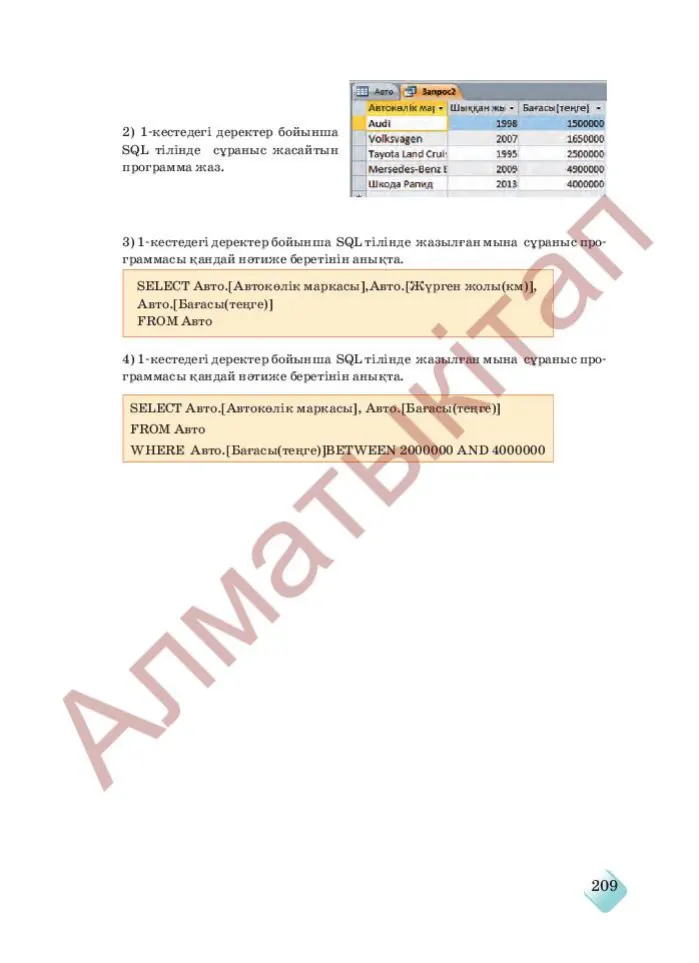 2) 1-кестедегі деректер бойынша
SQL тілінде сұраныс жасайтын
программа жаз.
Авто Запрос2
Автокөлік мар Шыққан жы Бағасы(теңге)
Audi 1998 1500000
Volksvagen 2007 1650000
Tayota Land Cruis 1995 2500000
Mersedes-Benz E 2009 4900000
Шкода Рапид 2013 4000000
3) 1-кестедегі деректер бойынша SQL тілінде жазылған мына сұраныс про-
граммасы қандай нәтиже беретінін анықта.
SELECT Авто.[Автокөлік маркасы],Авто.[Жүрген жолы(км)],
Авто.[Бағасы(теңге)]
FROM Авто
4) 1-кестедегі деректер бойынша SQL тілінде жазылған мына сұраныс про-
граммасы қандай нәтиже беретінін анықта.
SELECT Авто.[Автокөлік маркасы], Авто.[Бағасы(теңге)]
FROM Авто
WHERE Авто.[Бағасы(теңге)]BETWEEN 2000000 AND 4000000
Алматыкітап
209